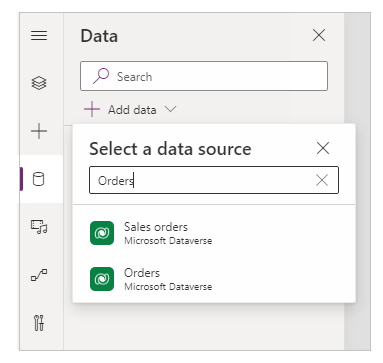 Data
Search
Add data
Select a data source
Orders
Sales orders
Microsoft Dataverse
Orders
Microsoft Dataverse